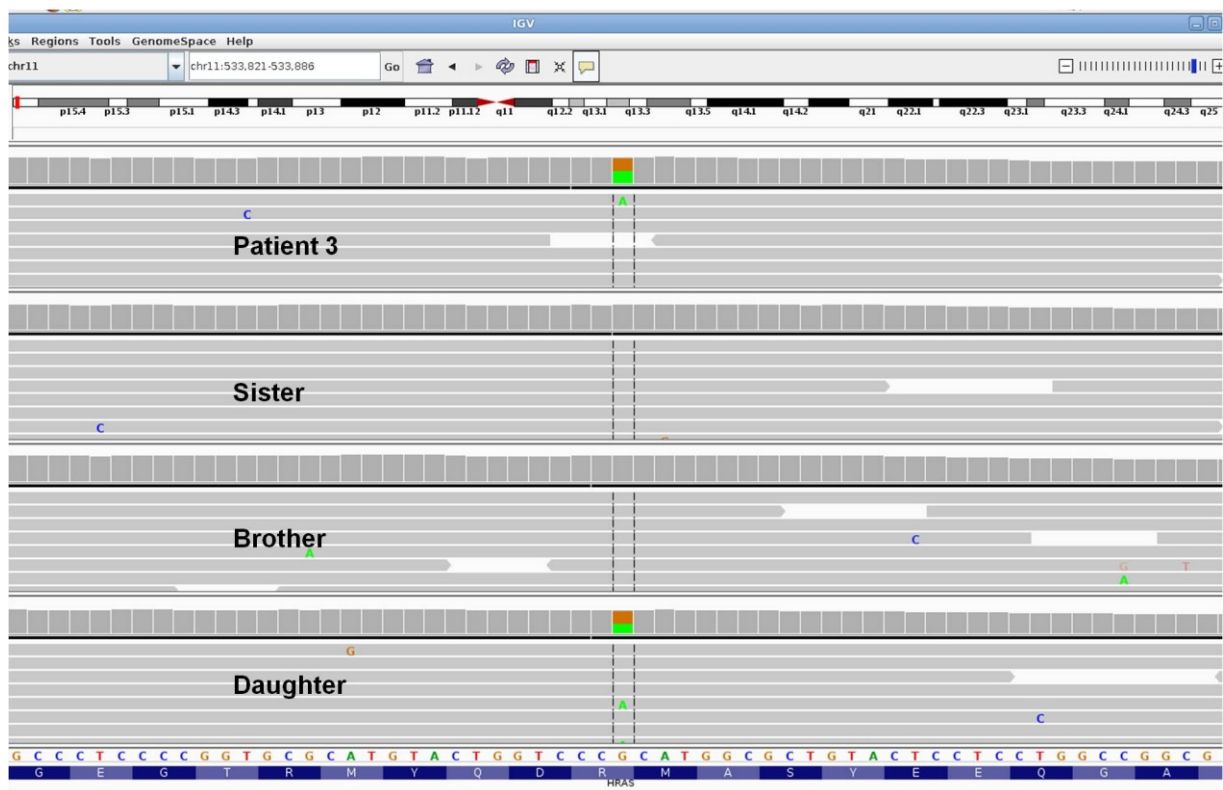 IGV
ks Regions Tools GenomeSpace Help
chr11 chr11:533,821-533,886 Go
p15.4 p15.3 p15.1 p14.3 p14.1 p13 p12 p11.2 p11.12 q11 q12.2 q13.1 q13.3 q13.5 q14.1 q14.2 q21 q22.1 q22.3 q23.1 q23.3 q24.1 q24.3 q25
A
C
Patient 3
Sister
C
C
Brother
A
G T
A
G
Daughter
A
C
G C C C T C C C C G G T G C G C A T G T A C T G G T C C C G C A T G G C G C T G T A C T C C T C C T G G C C G G C G
G E G T R M Y Q D R M A S Y E E Q G A
HRAS